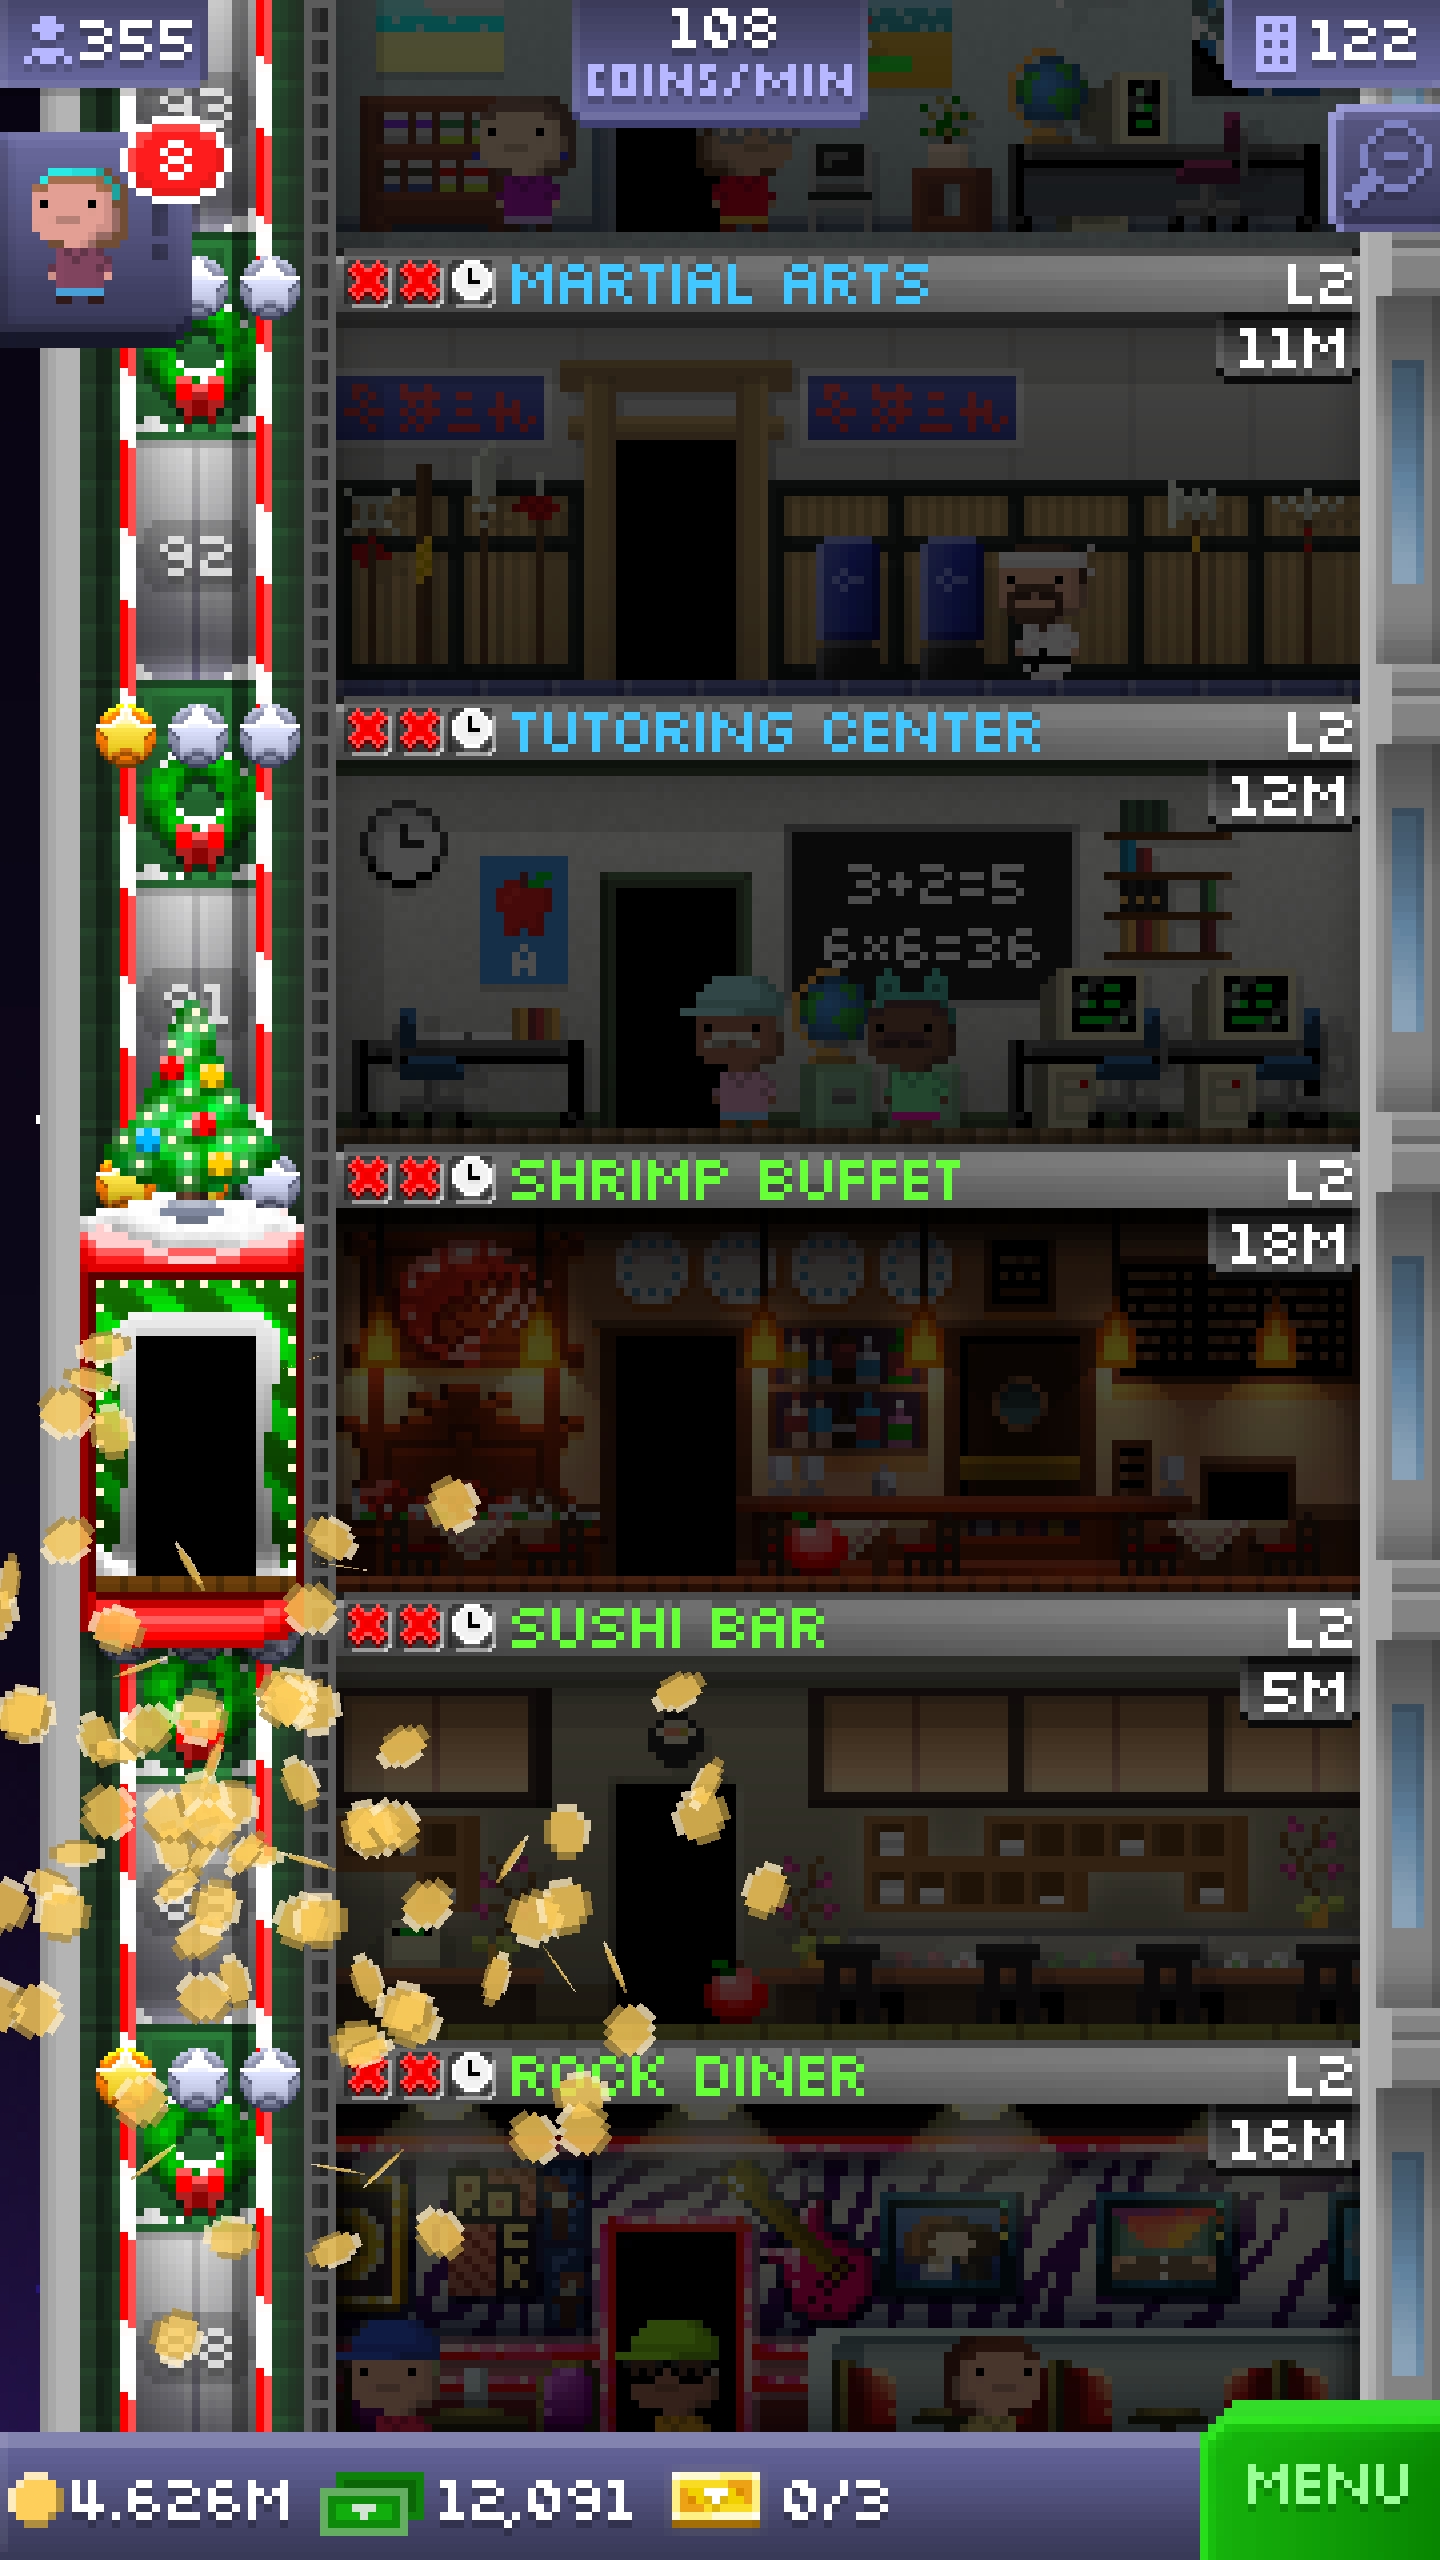 355
108
COINS/MIN
122
93
8
MARTIAL ARTS L2
11M
92
TUTORING CENTER L2
12M
3+2=5
6×6=36
A
91
SHRIMP BUFFET L2
18M
SUSHI BAR L2
5M
ROCK DINER L2
16M
4.626M 12,091 0/3
MENU